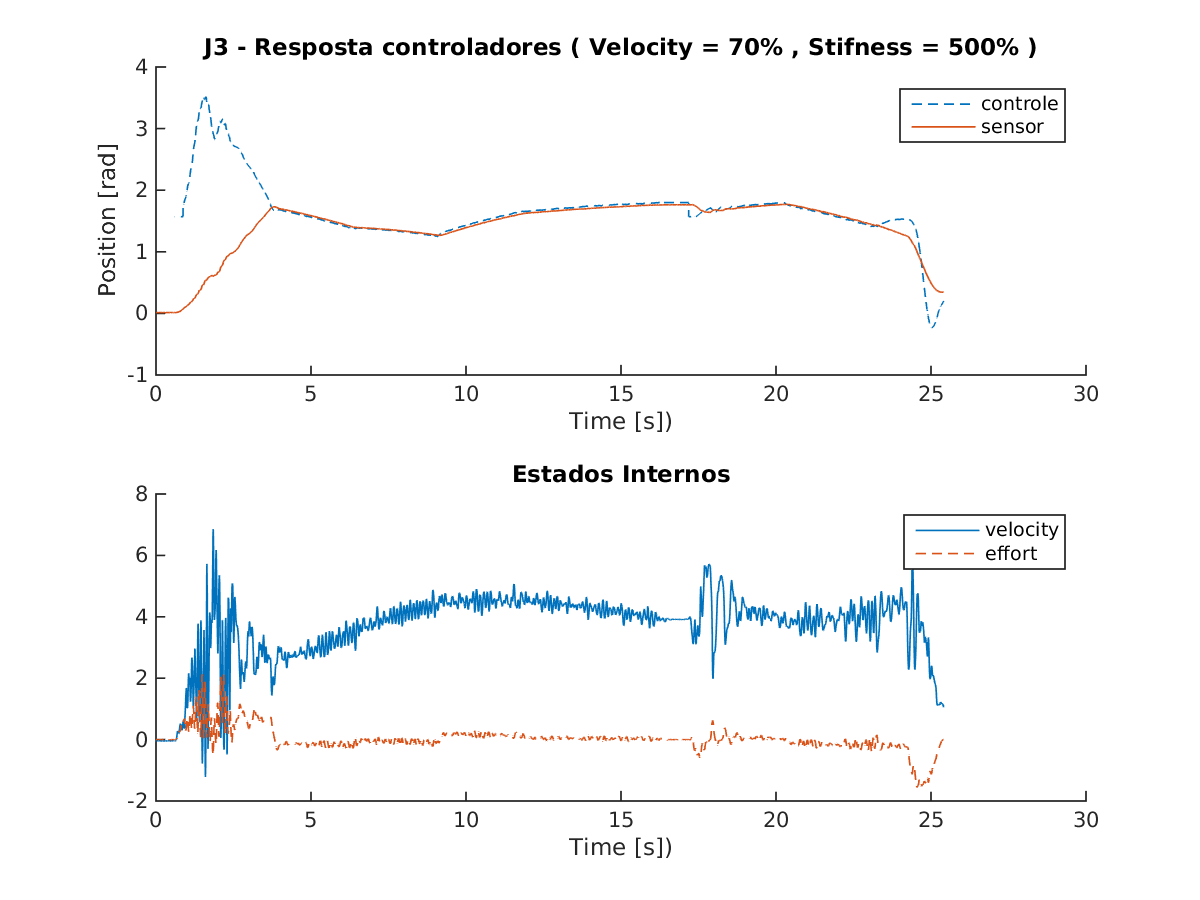 J3 - Resposta controladores ( Velocity = 70% , Stifness = 500% )
4
3
2
1
0
-1
Position [rad]
controle
sensor
0 5 10 15 20 25 30
Time [s])
Estados Internos
8
6
4
2
0
-2
velocity
effort
0 5 10 15 20 25 30
Time [s])